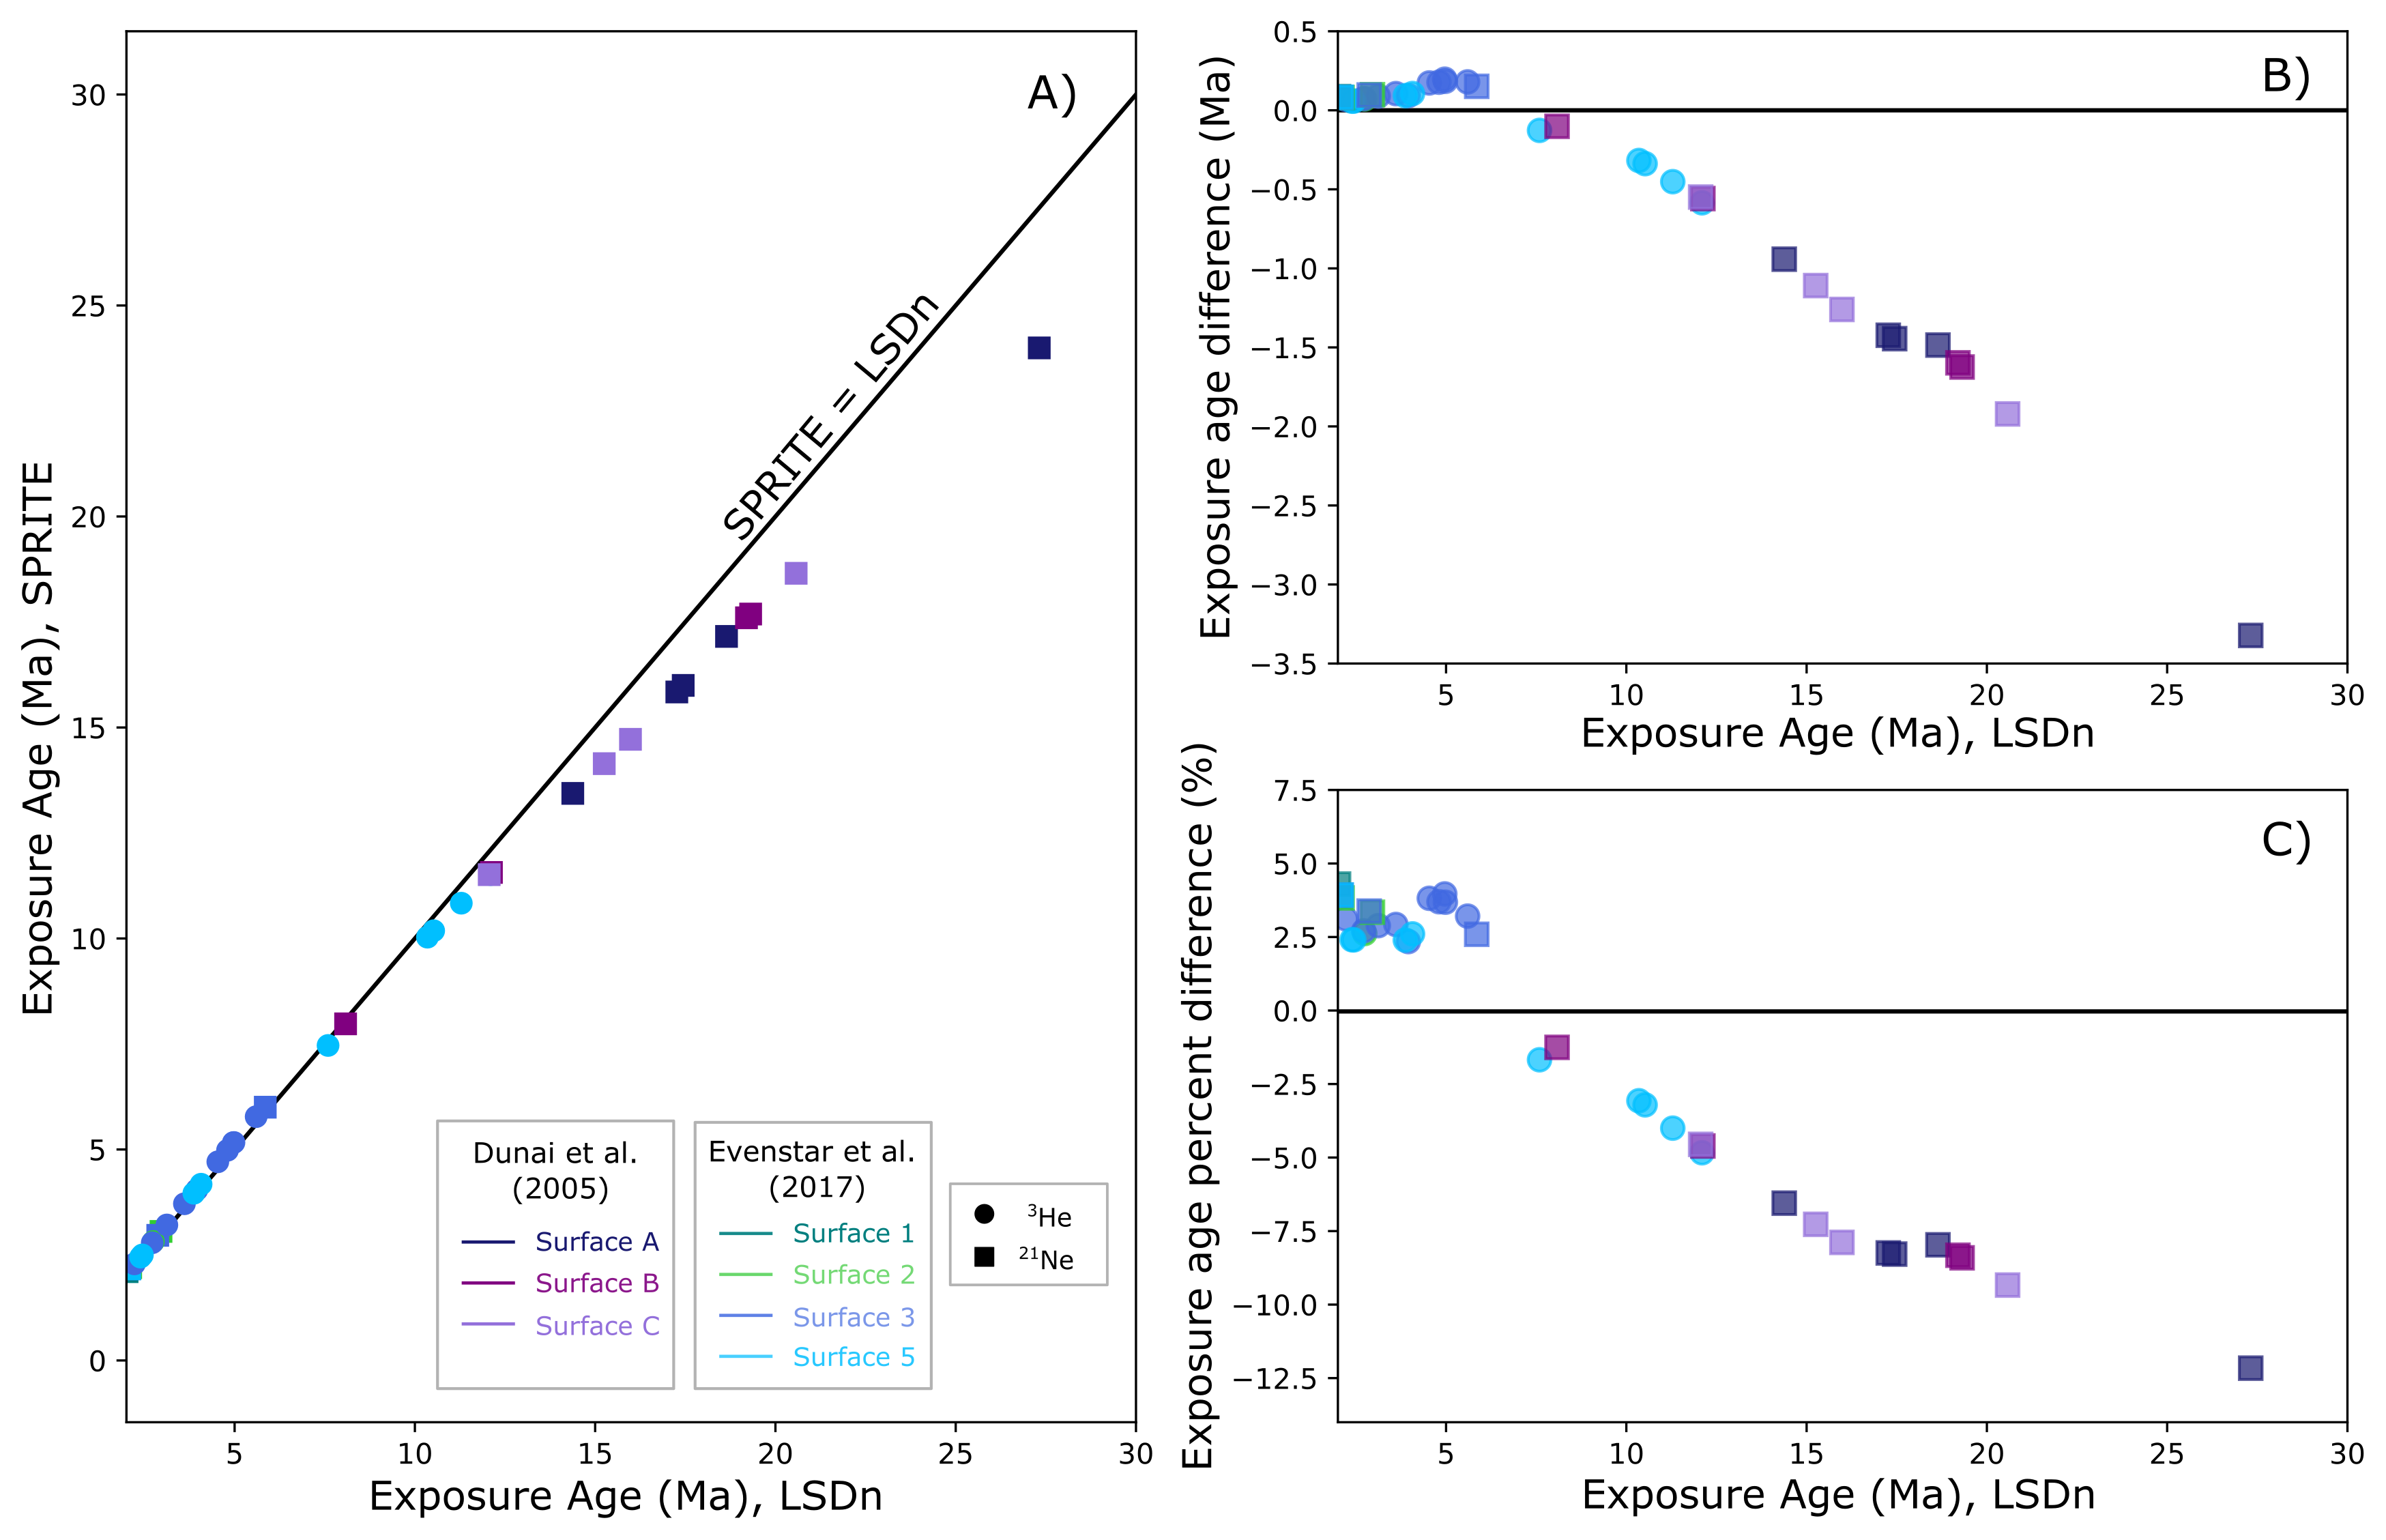 A)
SPRITE = LSDn
Exposure Age (Ma), SPRITE
30
25
20
15
10
5
0
Dunai et al.
(2005)
Surface A
Surface B
Surface C
Evenstar et al.
(2017)
Surface 1
Surface 2
Surface 3
Surface 5
³He
²¹Ne
5
10
15
20
25
30
Exposure Age (Ma), LSDn
B)
Exposure age difference (Ma)
0.5
0.0
−0.5
−1.0
−1.5
−2.0
−2.5
−3.0
−3.5
5
10
15
20
25
30
Exposure Age (Ma), LSDn
C)
Exposure age percent difference (%)
7.5
5.0
2.5
0.0
−2.5
−5.0
−7.5
−10.0
−12.5
5
10
15
20
25
30
Exposure Age (Ma), LSDn